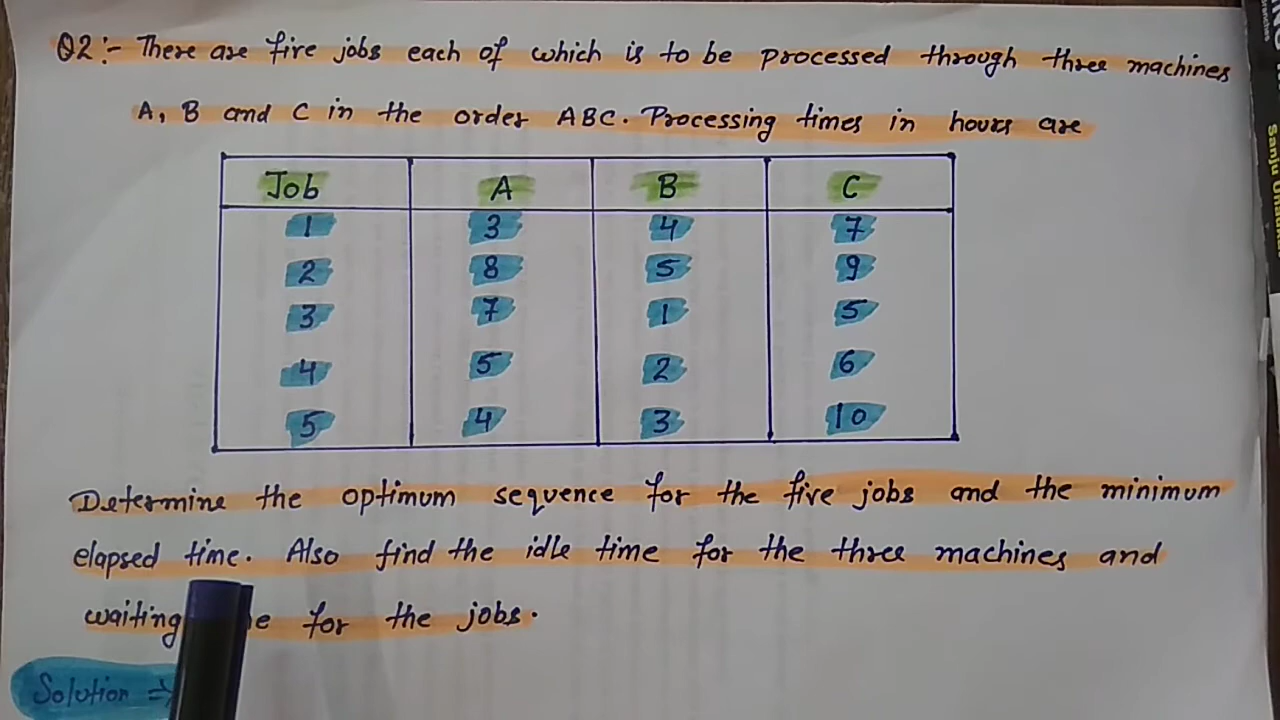 Q2:- There are five jobs each of which is to be processed through three machines
A, B and C in the order ABC. Processing times in hours are
Job A B C
1 3 4 7
2 8 5 9
3 7 1 5
4 5 2 6
5 4 3 10
Determine the optimum sequence for the five jobs and the minimum
elapsed time. Also find the idle time for the three machines and
waiting for the jobs.
Solution ⇒
Sanju